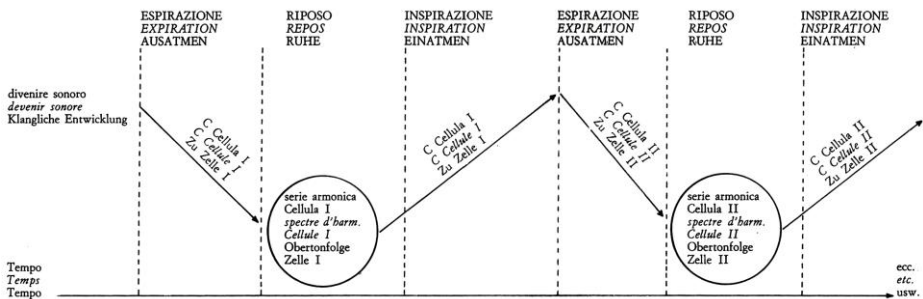 ESPIRAZIONE
EXPIRATION
AUSATMEN
RIPOSO
REPOS
RUHE
INSPIRAZIONE
INSPIRATION
EINATMEN
ESPIRAZIONE
EXPIRATION
AUSATMEN
RIPOSO
REPOS
RUHE
INSPIRAZIONE
INSPIRATION
EINATMEN
divenire sonoro
devenir sonore
Klangliche Entwicklung
C Cellula I
C Cellule I
Zu Zelle I
serie armonica
Cellula I
spectre d'harm.
Cellule I
Obertonfolge
Zelle I
C Cellula I
C Cellule I
Zu Zelle I
C Cellula II
C Cellule II
Zu Zelle II
serie armonica
Cellula II
spectre d'harm.
Cellule II
Obertonfolge
Zelle II
C Cellula II
C Cellule II
Zu Zelle II
Tempo
Temps
Tempo
ecc.
etc.
usw.